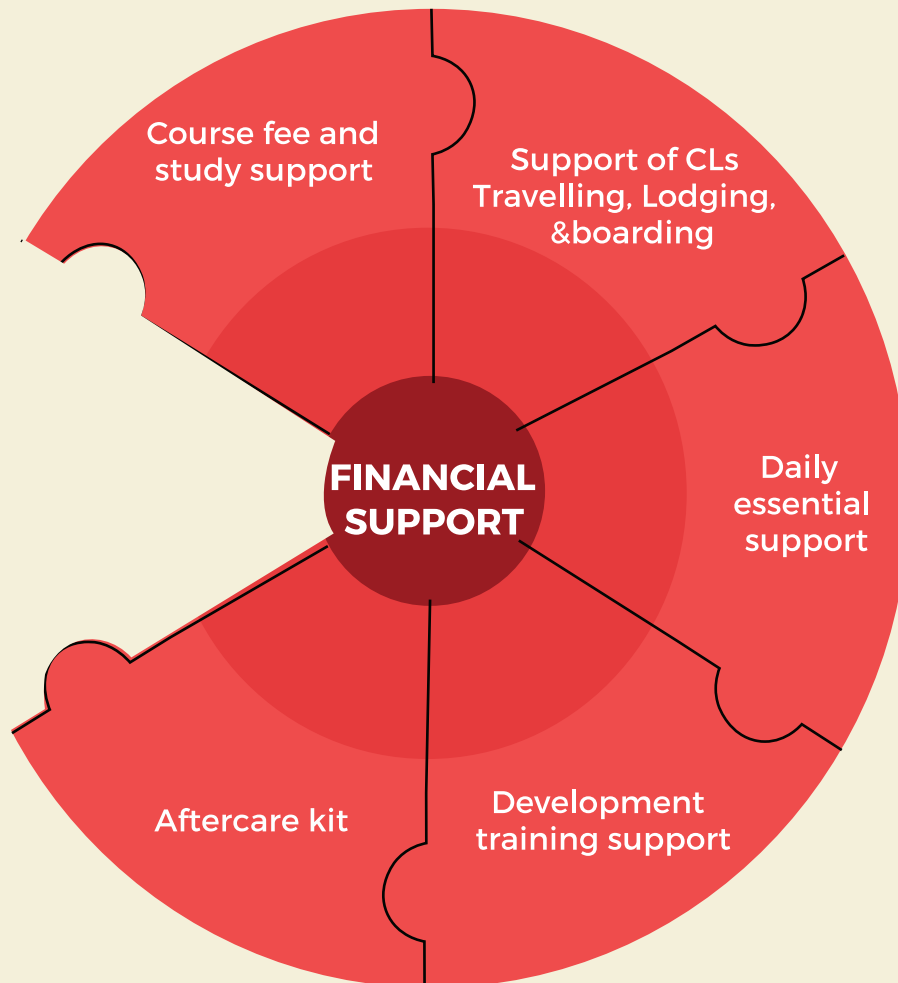 Course fee and
study support
Support of CLs
Travelling, Lodging,
&boarding
Daily
essential
support
FINANCIAL
SUPPORT
Development
training support
Aftercare kit